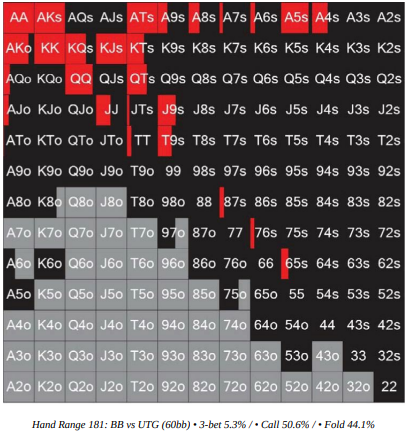 AA AKs AQs AJs ATs A9s A8s A7s A6s A5s A4s A3s A2s
AKo KK KQs KJs KTs K9s K8s K7s K6s K5s K4s K3s K2s
AQo KQo QQ QJs QTs Q9s Q8s Q7s Q6s Q5s Q4s Q3s Q2s
AJo KJo QJo JJ JTs J9s J8s J7s J6s J5s J4s J3s J2s
ATo KTo QTo JTo TT T9s T8s T7s T6s T5s T4s T3s T2s
A9o K9o Q9o J9o T9o 99 98s 97s 96s 95s 94s 93s 92s
A8o K8o Q8o J8o T8o 98o 88 87s 86s 85s 84s 83s 82s
A7o K7o Q7o J7o T7o 97o 87o 77 76s 75s 74s 73s 72s
A6o K6o Q6o J6o T6o 96o 86o 76o 66 65s 64s 63s 62s
A5o K5o Q5o J5o T5o 95o 85o 75o 65o 55 54s 53s 52s
A4o K4o Q4o J4o T4o 94o 84o 74o 64o 54o 44 43s 42s
A3o K3o Q3o J3o T3o 93o 83o 73o 63o 53o 43o 33 32s
A2o K2o Q2o J2o T2o 92o 82o 72o 62o 52o 42o 32o 22
Hand Range 181: BB vs UTG (60bb) • 3-bet 5.3% / • Call 50.6% / • Fold 44.1%